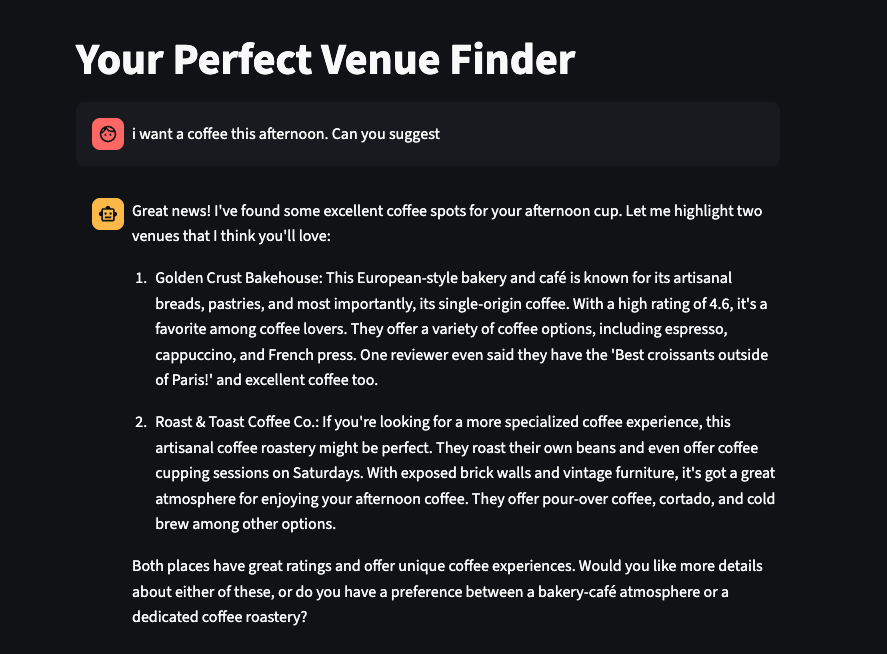 Your Perfect Venue Finder
i want a coffee this afternoon. Can you suggest
Great news! I've found some excellent coffee spots for your afternoon cup. Let me highlight two
venues that I think you'll love:
1. Golden Crust Bakehouse: This European-style bakery and café is known for its artisanal
breads, pastries, and most importantly, its single-origin coffee. With a high rating of 4.6, it's a
favorite among coffee lovers. They offer a variety of coffee options, including espresso,
cappuccino, and French press. One reviewer even said they have the 'Best croissants outside
of Paris!' and excellent coffee too.
2. Roast & Toast Coffee Co.: If you're looking for a more specialized coffee experience, this
artisanal coffee roastery might be perfect. They roast their own beans and even offer coffee
cupping sessions on Saturdays. With exposed brick walls and vintage furniture, it's got a great
atmosphere for enjoying your afternoon coffee. They offer pour-over coffee, cortado, and cold
brew among other options.
Both places have great ratings and offer unique coffee experiences. Would you like more details
about either of these, or do you have a preference between a bakery-café atmosphere or a
dedicated coffee roastery?